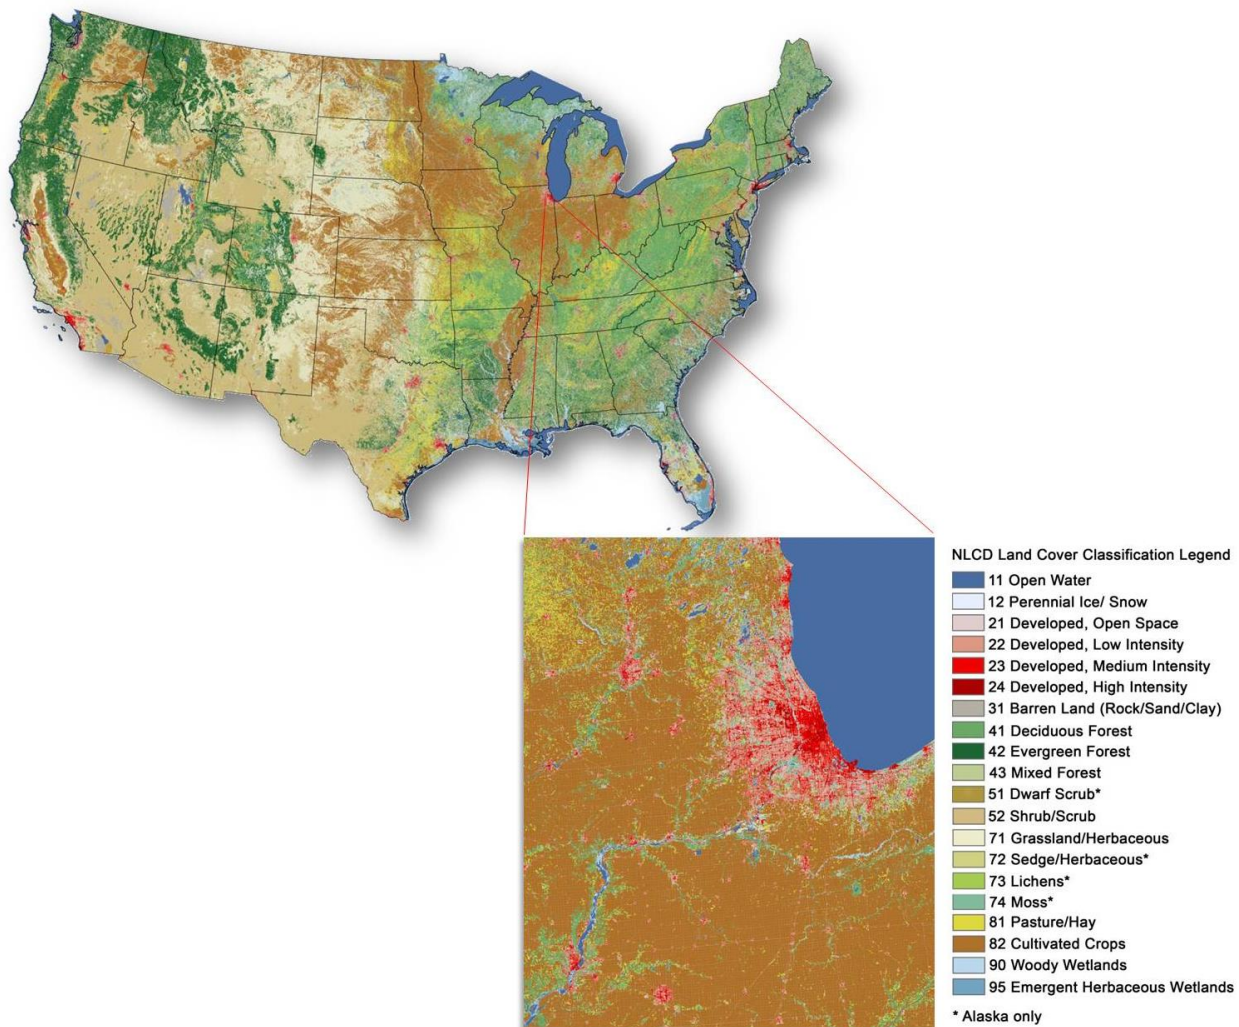 NLCD Land Cover Classification Legend
11 Open Water
12 Perennial Ice/ Snow
21 Developed, Open Space
22 Developed, Low Intensity
23 Developed, Medium Intensity
24 Developed, High Intensity
31 Barren Land (Rock/Sand/Clay)
41 Deciduous Forest
42 Evergreen Forest
43 Mixed Forest
51 Dwarf Scrub*
52 Shrub/Scrub
71 Grassland/Herbaceous
72 Sedge/Herbaceous*
73 Lichens*
74 Moss*
81 Pasture/Hay
82 Cultivated Crops
90 Woody Wetlands
95 Emergent Herbaceous Wetlands
* Alaska only